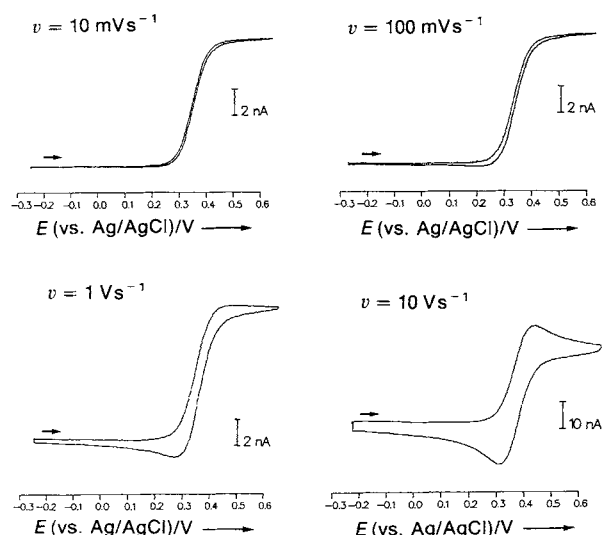 v = 10 mVs⁻¹
v = 100 mVs⁻¹
2 nA
2 nA
-0.3 -0.2 -0.1 0.0 0.1 0.2 0.3 0.4 0.5 0.6
-0.3 -0.2 -0.1 0.0 0.1 0.2 0.3 0.4 0.5 0.6
E (vs. Ag/AgCl)/V
E (vs. Ag/AgCl)/V
v = 1 Vs⁻¹
v = 10 Vs⁻¹
2 nA
10 nA
-0.3 -0.2 -0.1 0.0 0.1 0.2 0.3 0.4 0.5 0.6
-0.3 -0.2 -0.1 0.0 0.1 0.2 0.3 0.4 0.5 0.6
E (vs. Ag/AgCl)/V
E (vs. Ag/AgCl)/V